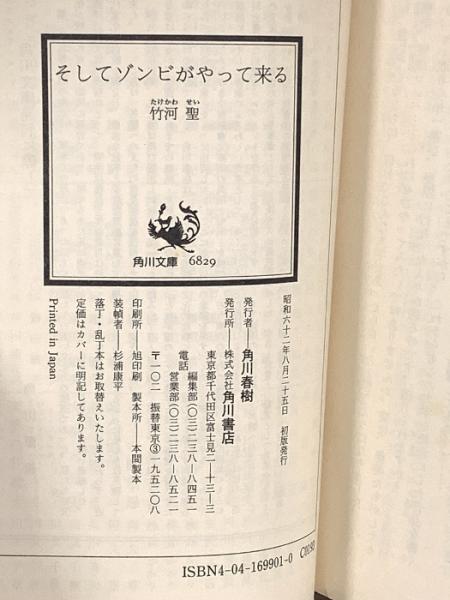 そしてゾンビがやって来る
たけかわ せい
竹河 聖
角川文庫 6829
昭和六十二年八月二十五日 初版発行
発行者――角川春樹
発行所――株式会社角川書店
東京都千代田区富士見二―十三―三
電話 編集部(〇三)二三八―八四五一
営業部(〇三)二三八―八五二一
〒一〇二 振替東京③一九五二〇八
印刷所――旭印刷 製本所――本間製本
装幀者――杉浦康平
落丁・乱丁本はお取替えいたします。
定価はカバーに明記してあります。
Printed in Japan
ISBN4-04-169901-0 C0193